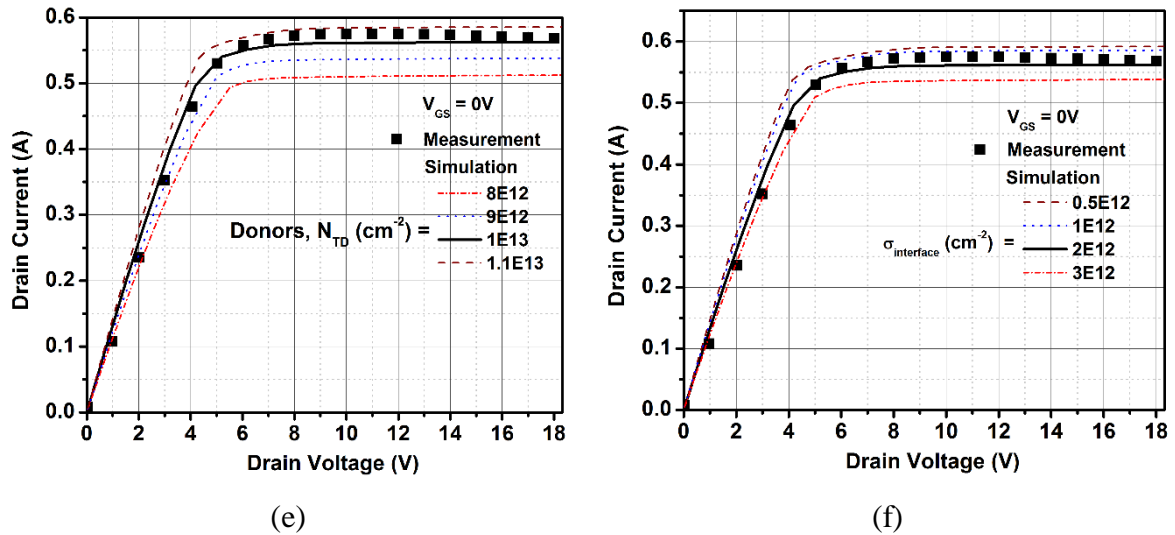 0.6
0.5
0.4
0.3
0.2
0.1
0.0
Drain Current (A)
V_GS = 0V
Measurement
Simulation
8E12
9E12
Donors, N_TD (cm^-2) =
1E13
1.1E13
0 2 4 6 8 10 12 14 16 18
Drain Voltage (V)
(e)
0.6
0.5
0.4
0.3
0.2
0.1
0.0
Drain Current (A)
V_GS = 0V
Measurement
Simulation
0.5E12
1E12
σ_interface (cm^-2) =
2E12
3E12
0 2 4 6 8 10 12 14 16 18
Drain Voltage (V)
(f)